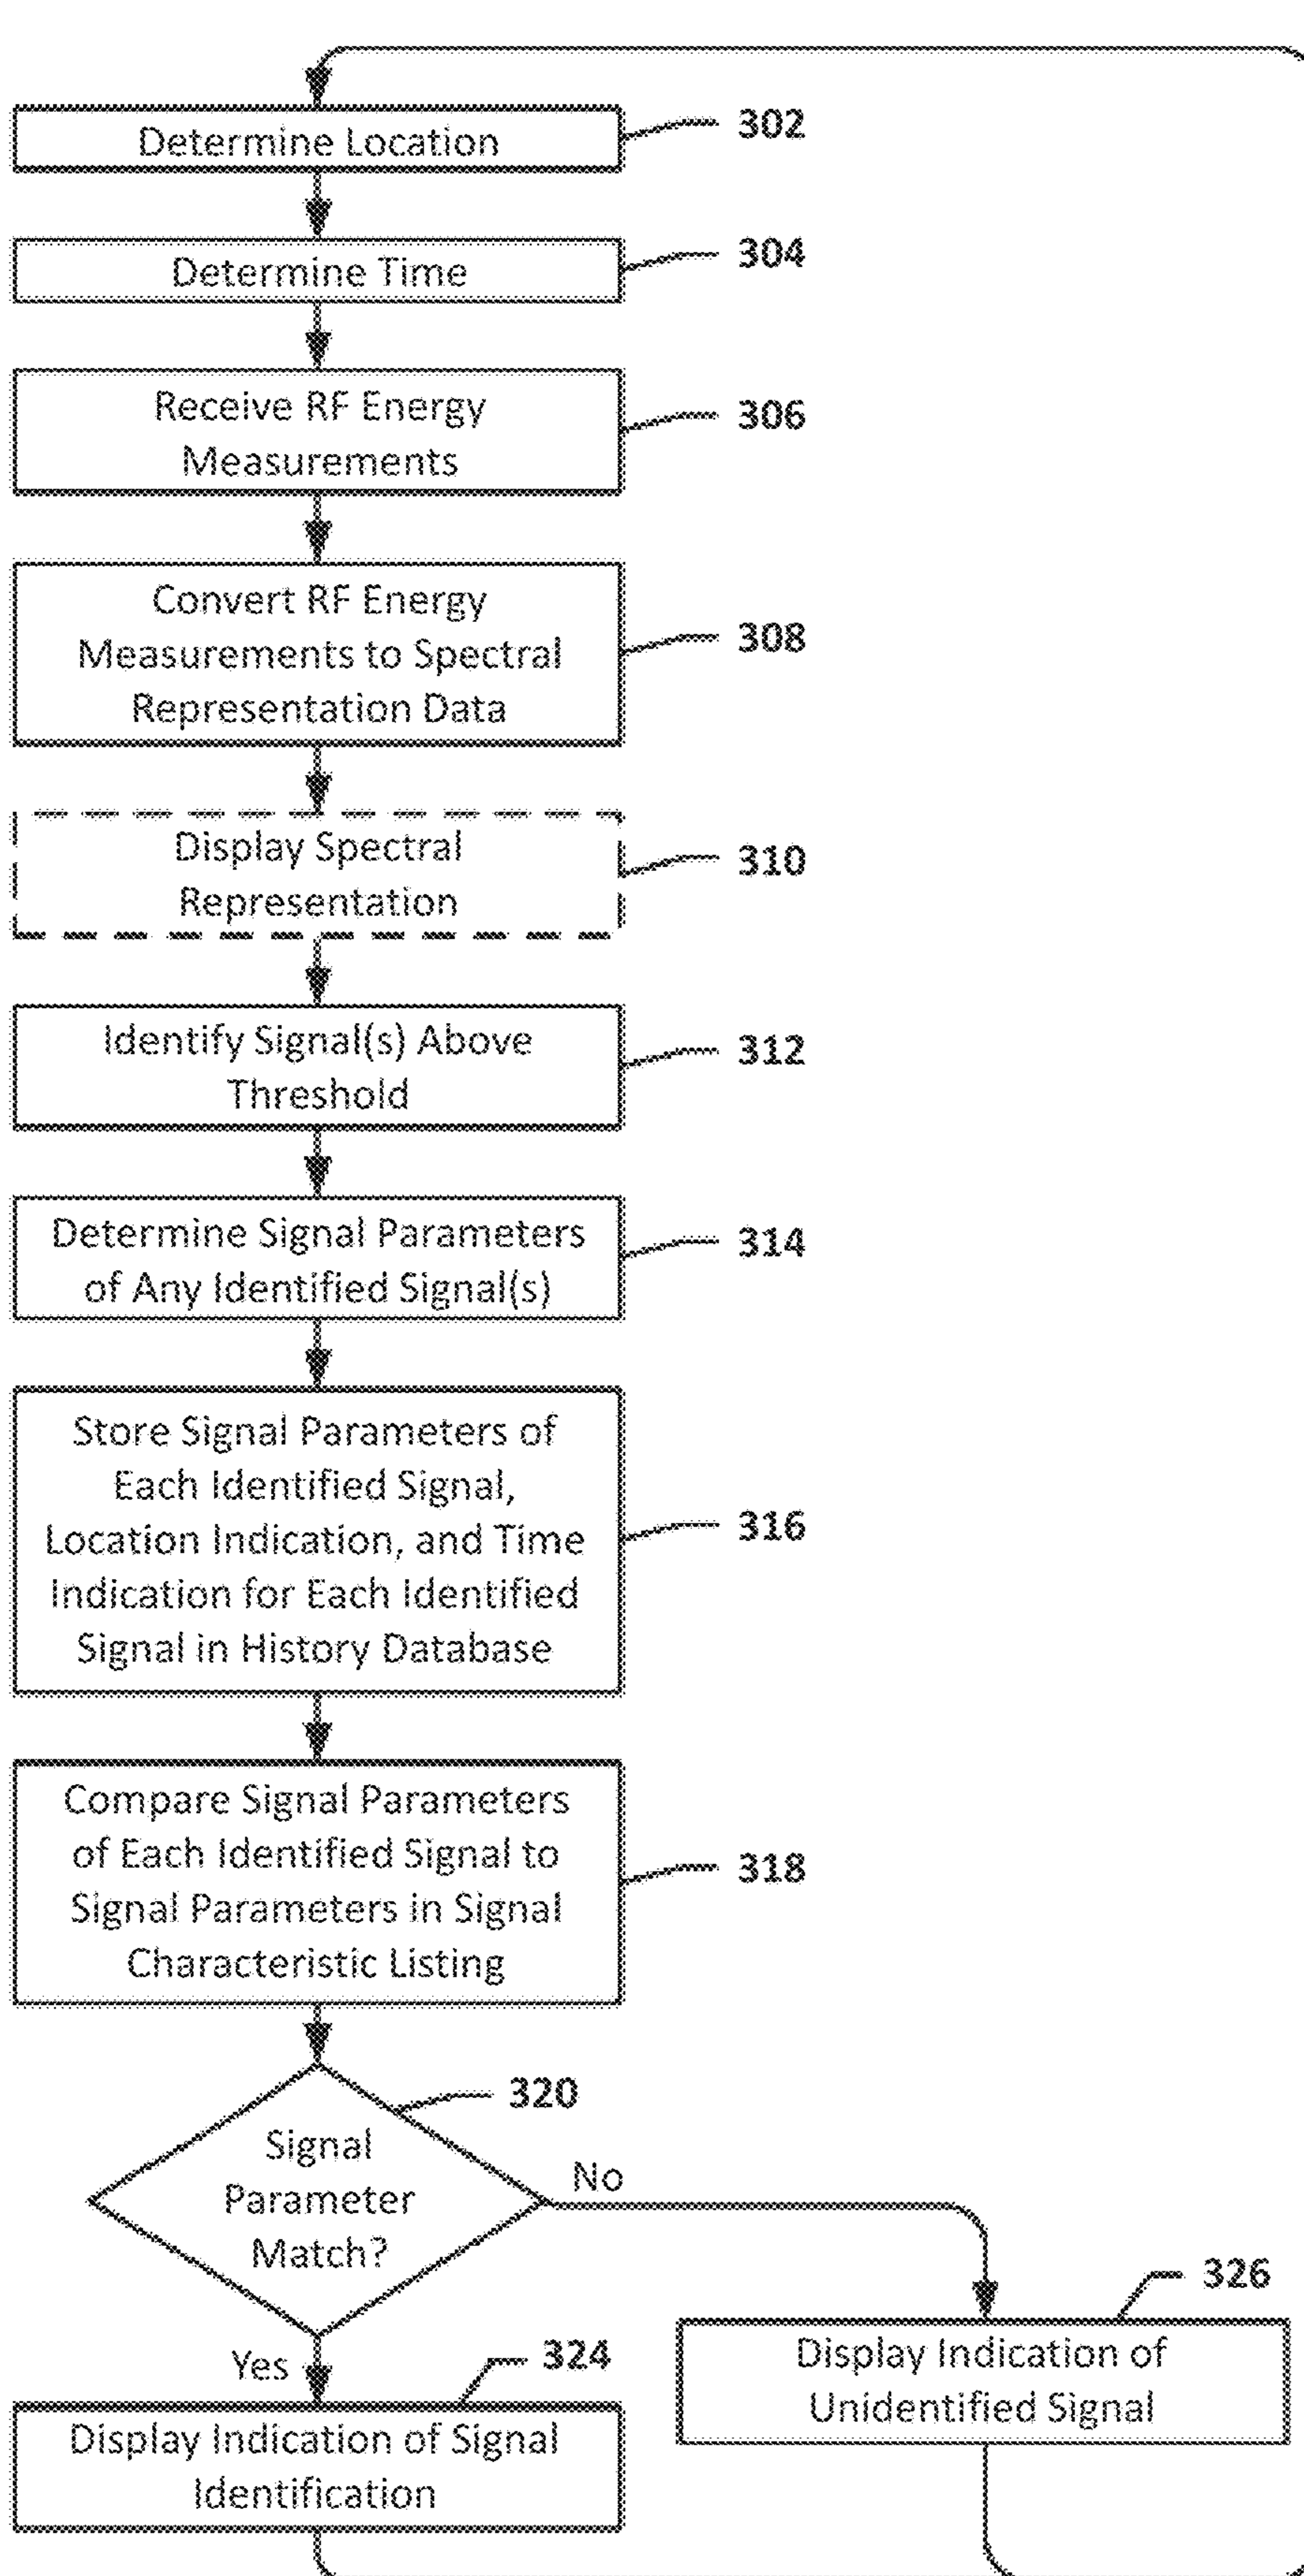 Determine Location
302
Determine Time
304
Receive RF Energy
Measurements
306
Convert RF Energy
Measurements to Spectral
Representation Data
308
Display Spectral
Representation
310
Identify Signal(s) Above
Threshold
312
Determine Signal Parameters
of Any Identified Signal(s)
314
Store Signal Parameters of
Each Identified Signal,
Location Indication, and Time
Indication for Each Identified
Signal in History Database
316
Compare Signal Parameters
of Each Identified Signal to
Signal Parameters in Signal
Characteristic Listing
318
320
Signal
Parameter
Match?
No
326
Display Indication of
Unidentified Signal
Yes
324
Display Indication of Signal
Identification